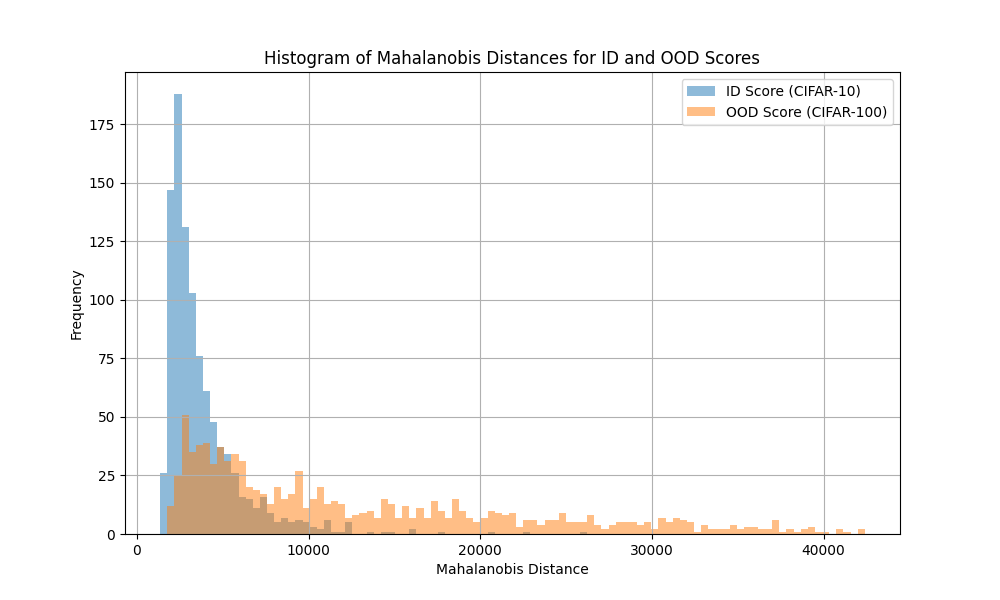 Histogram of Mahalanobis Distances for ID and OOD Scores
ID Score (CIFAR-10)
OOD Score (CIFAR-100)
175
150
125
100
75
50
25
0
Frequency
0 10000 20000 30000 40000
Mahalanobis Distance